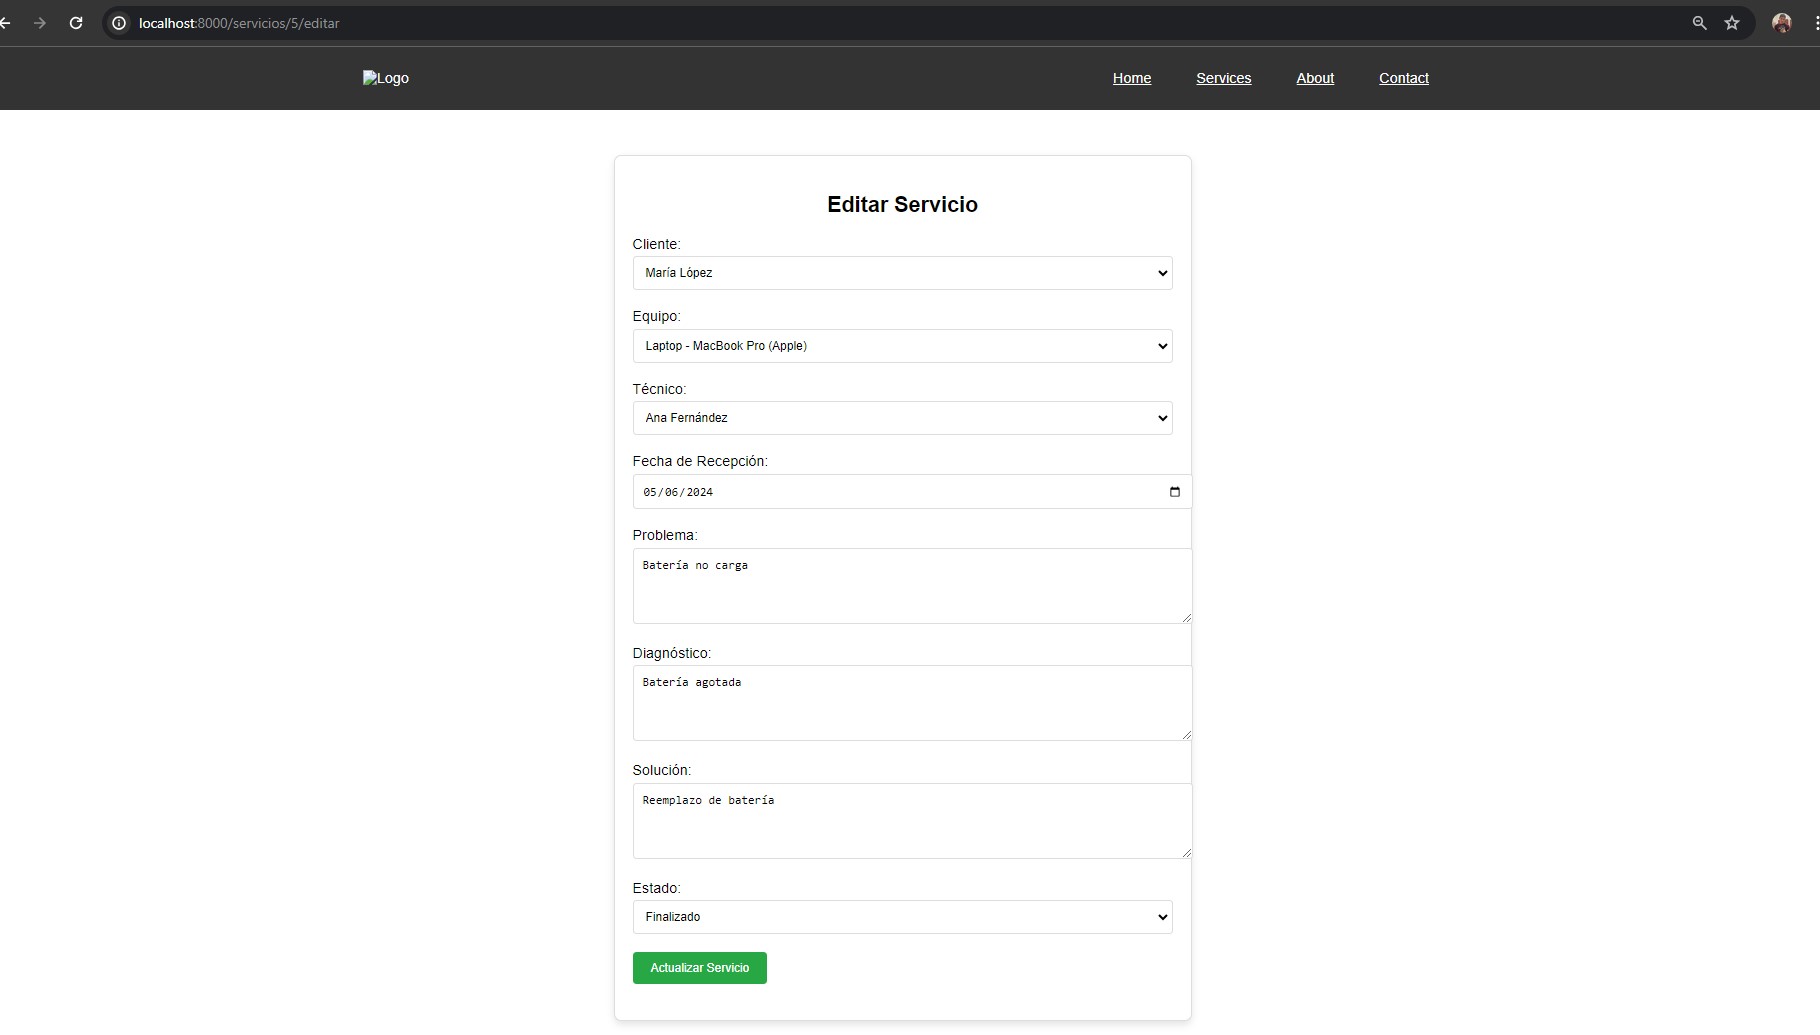 localhost:8000/servicios/5/editar
Logo
Home
Services
About
Contact
Editar Servicio
Cliente:
María López
Equipo:
Laptop - MacBook Pro (Apple)
Técnico:
Ana Fernández
Fecha de Recepción:
05/06/2024
Problema:
Batería no carga
Diagnóstico:
Batería agotada
Solución:
Reemplazo de batería
Estado:
Finalizado
Actualizar Servicio